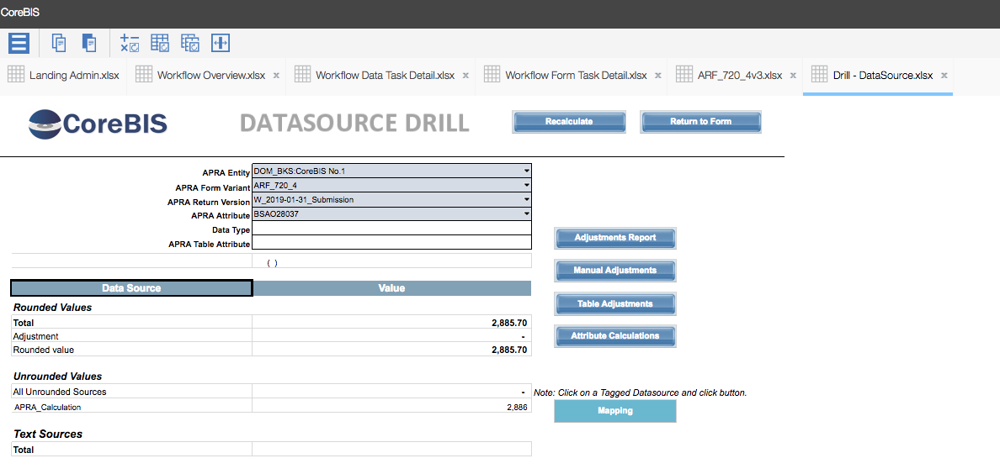 CoreBIS
Landing Admin.xlsx Workflow Overview.xlsx × Workflow Data Task Detail.xlsx × Workflow Form Task Detail.xlsx × ARF_720_4v3.xlsx × Drill - DataSource.xlsx ×
CoreBIS DATASOURCE DRILL Recalculate Return to Form
APRA Entity DOM_BKS:CoreBIS No.1
APRA Form Variant ARF_720_4
APRA Return Version W_2019-01-31_Submission
APRA Attribute BSAO28037
Data Type
APRA Table Attribute
Adjustments Report
( )
Manual Adjustments
Data Source Value
Rounded Values
Table Adjustments
Total 2,885.70
Adjustment -
Attribute Calculations
Rounded value 2,885.70
Unrounded Values
All Unrounded Sources - Note: Click on a Tagged Datasource and click button.
APRA_Calculation 2,886
Mapping
Text Sources
Total